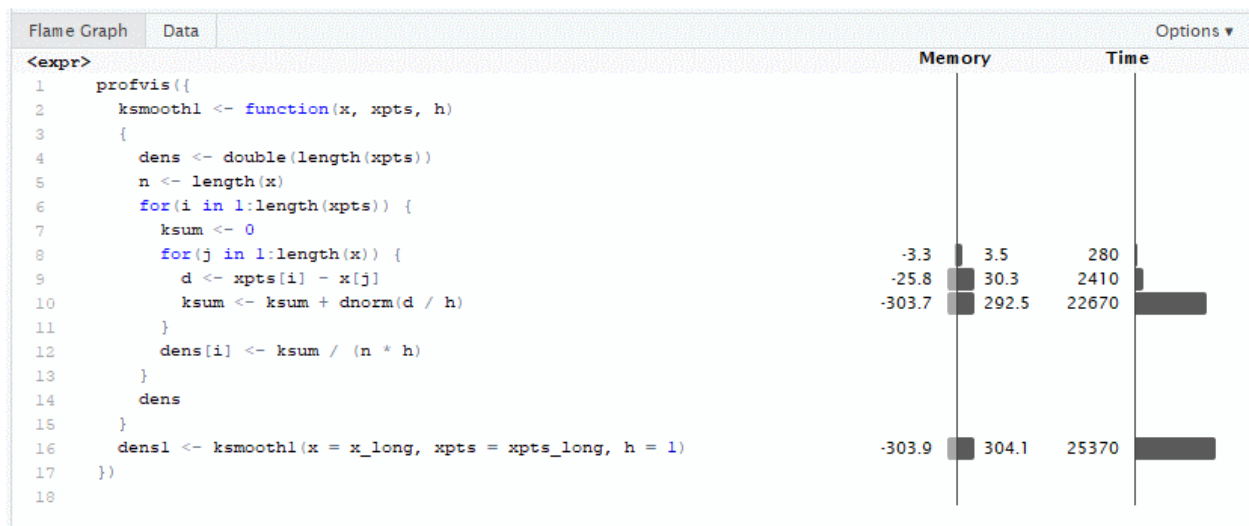 Flame Graph Data Options ▾
<expr> Memory Time
1 profvis({
2 ksmooth1 <- function(x, xpts, h)
3 {
4 dens <- double(length(xpts))
5 n <- length(x)
6 for(i in 1:length(xpts)) {
7 ksum <- 0
8 for(j in 1:length(x)) { -3.3 3.5 280
9 d <- xpts[i] - x[j] -25.8 30.3 2410
10 ksum <- ksum + dnorm(d / h) -303.7 292.5 22670
11 }
12 dens[i] <- ksum / (n * h)
13 }
14 dens
15 }
16 dens1 <- ksmooth1(x = x_long, xpts = xpts_long, h = 1) -303.9 304.1 25370
17 })
18